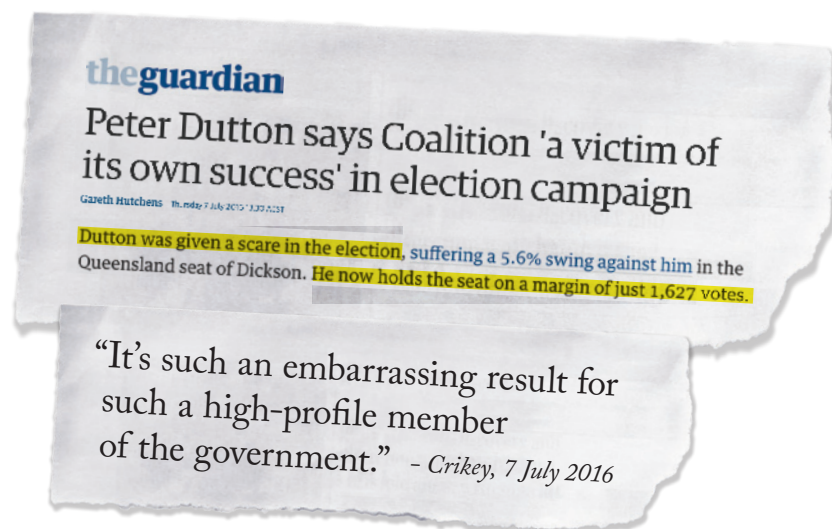 theguardian
Peter Dutton says Coalition 'a victim of
its own success' in election campaign
Gareth Hutchens
Dutton was given a scare in the election, suffering a 5.6% swing against him in the
Queensland seat of Dickson. He now holds the seat on a margin of just 1,627 votes.
“It’s such an embarrassing result for
such a high-profile member
of the government.” – Crikey, 7 July 2016